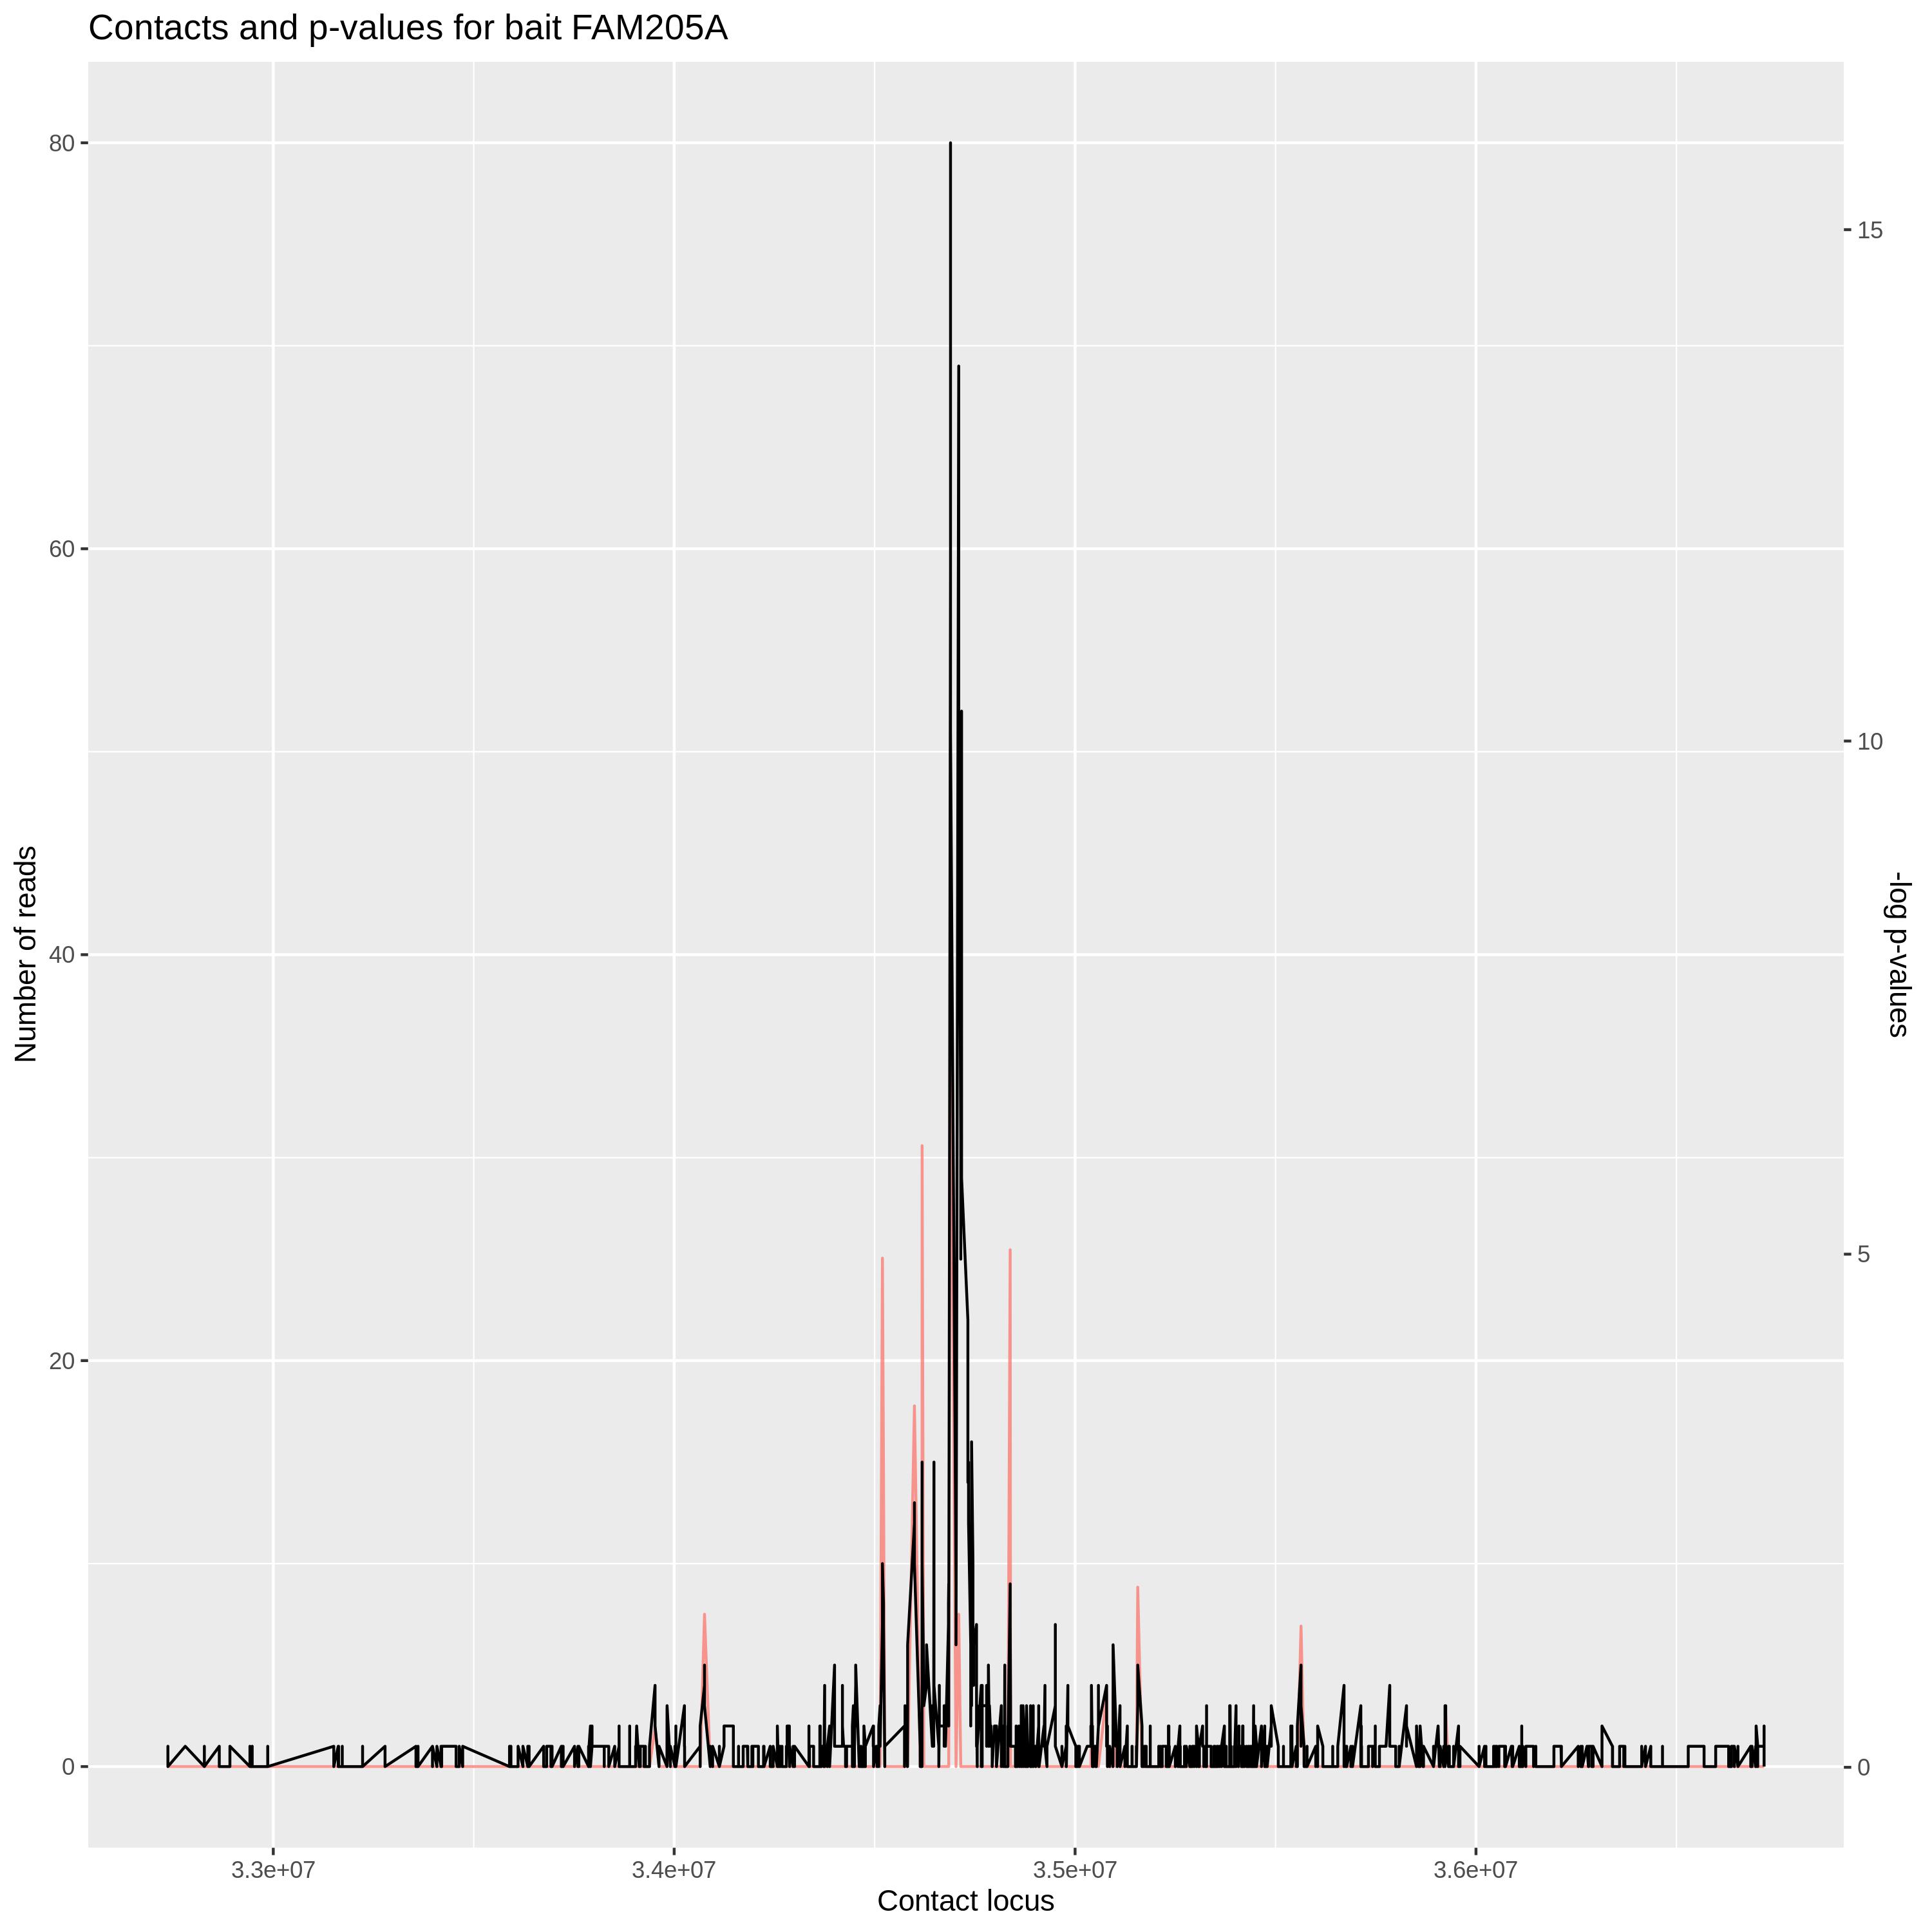 Contacts and p-values for bait FAM205A
80
60
40
20
0
15
10
5
0
3.3e+07
3.4e+07
3.5e+07
3.6e+07
Number of reads
-log p-values
Contact locus